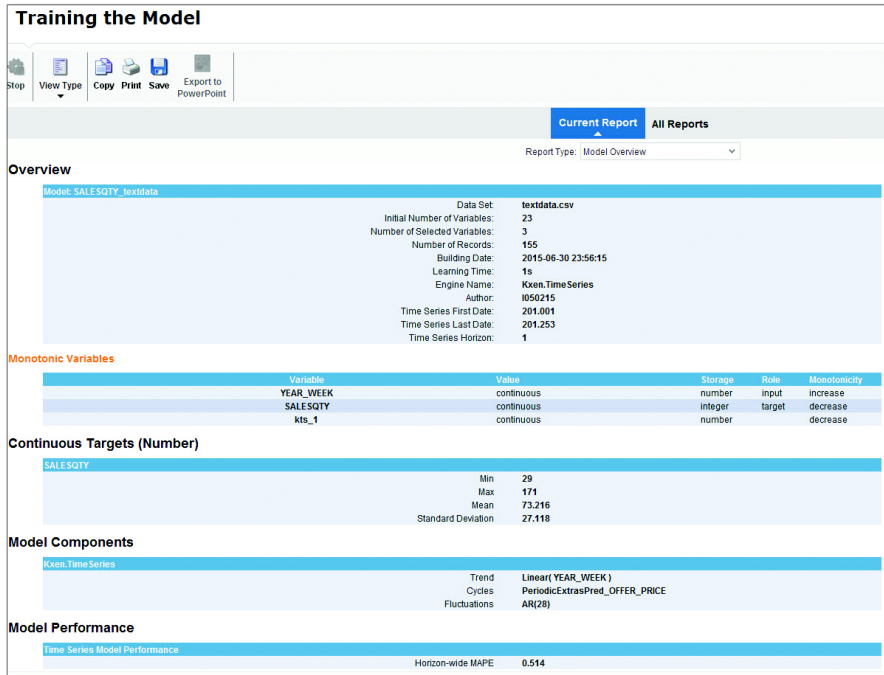 Training the Model
Stop View Type Copy Print Save Export to PowerPoint
Current Report All Reports
Report Type: Model Overview
Overview
Model: SALESQTY_textdata
Data Set: textdata.csv
Initial Number of Variables: 23
Number of Selected Variables: 3
Number of Records: 155
Building Date: 2015-06-30 23:56:15
Learning Time: 1s
Engine Name: Kxen.TimeSeries
Author: I050215
Time Series First Date: 201.001
Time Series Last Date: 201.253
Time Series Horizon: 1
Monotonic Variables
Variable Value Storage Role Monotonicity
YEAR_WEEK continuous number input increase
SALESQTY continuous integer target decrease
kts_1 continuous number decrease
Continuous Targets (Number)
SALESQTY
Min 29
Max 171
Mean 73.216
Standard Deviation 27.118
Model Components
Kxen.TimeSeries
Trend Linear( YEAR_WEEK )
Cycles PeriodicExtrasPred_OFFER_PRICE
Fluctuations AR(28)
Model Performance
Time Series Model Performance
Horizon-wide MAPE 0.514